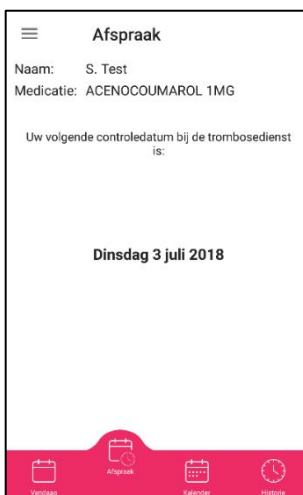 Afspraak
Naam: S. Test
Medicatie: ACENOCOUMAROL 1MG
Uw volgende controledatum bij de trombosedienst
is:
Dinsdag 3 juli 2018
Vandaag
Afspraak
Kalender
Historie